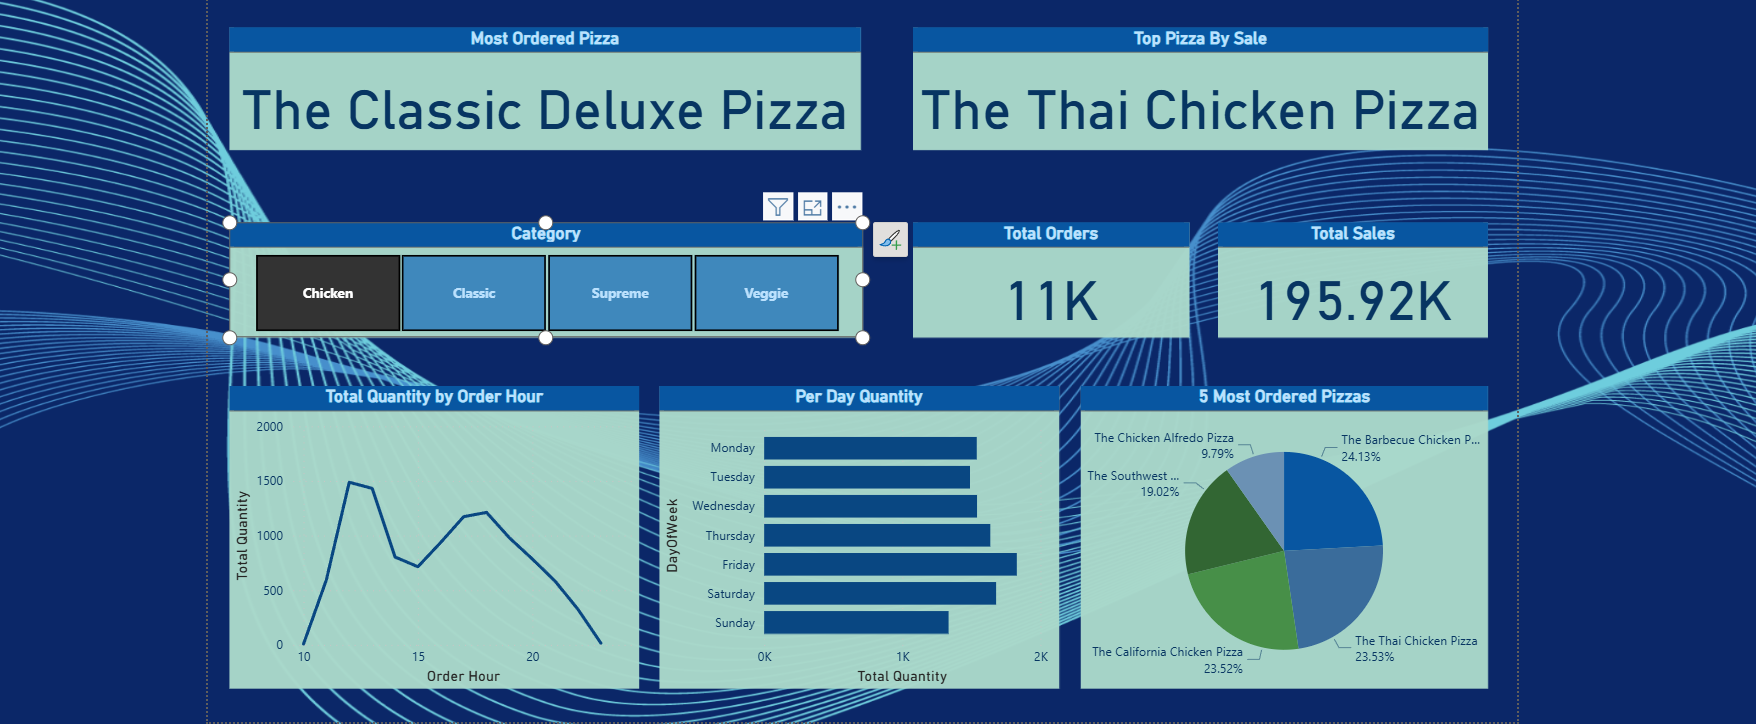 Most Ordered Pizza
The Classic Deluxe Pizza
Top Pizza By Sale
The Thai Chicken Pizza
Category
Chicken
Classic
Supreme
Veggie
Total Orders
11K
Total Sales
195.92K
Total Quantity by Order Hour
2000
1500
1000
500
0
Total Quantity
10
15
20
Order Hour
Per Day Quantity
DayOfWeek
Monday
Tuesday
Wednesday
Thursday
Friday
Saturday
Sunday
0K
1K
2K
Total Quantity
5 Most Ordered Pizzas
The Chicken Alfredo Pizza
9.79%
The Barbecue Chicken P...
24.13%
The Southwest ...
19.02%
The Thai Chicken Pizza
23.53%
The California Chicken Pizza
23.52%